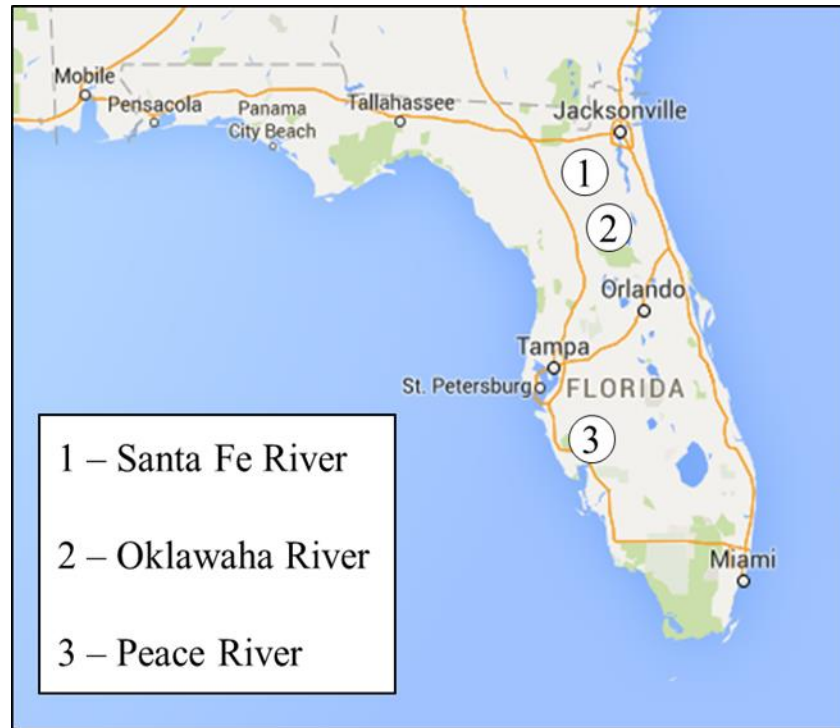 Mobile
Pensacola
Panama
City Beach
Tallahassee
Jacksonville
1
2
Orlando
Tampa
St. Petersburg
FLORIDA
3
Miami
1 – Santa Fe River
2 – Oklawaha River
3 – Peace River